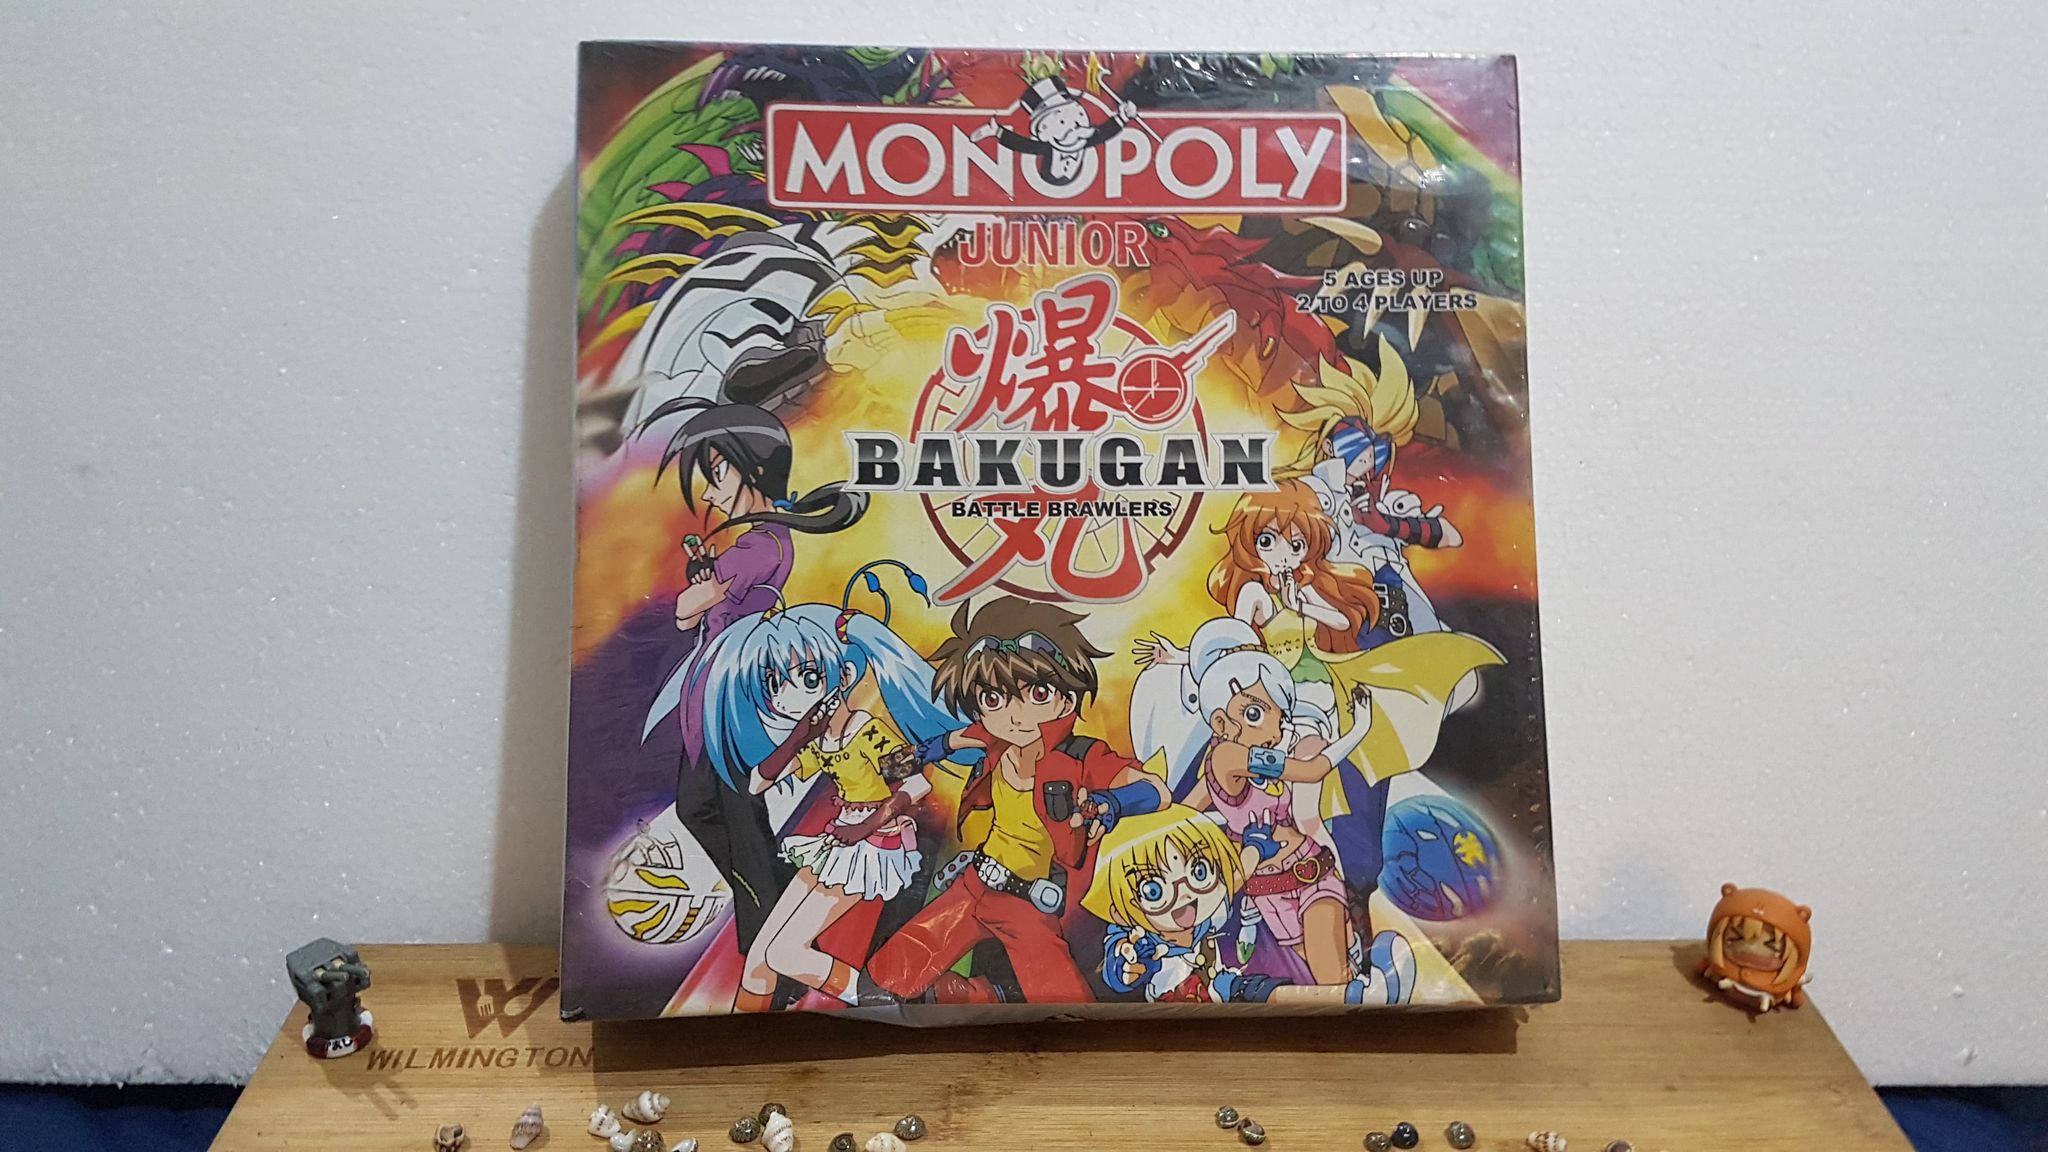 MONOPOLY
JUNIOR
5 AGES UP
2 TO 4 PLAYERS
爆
BAKUGAN
BATTLE BRAWLERS
丸
WILMINGTON